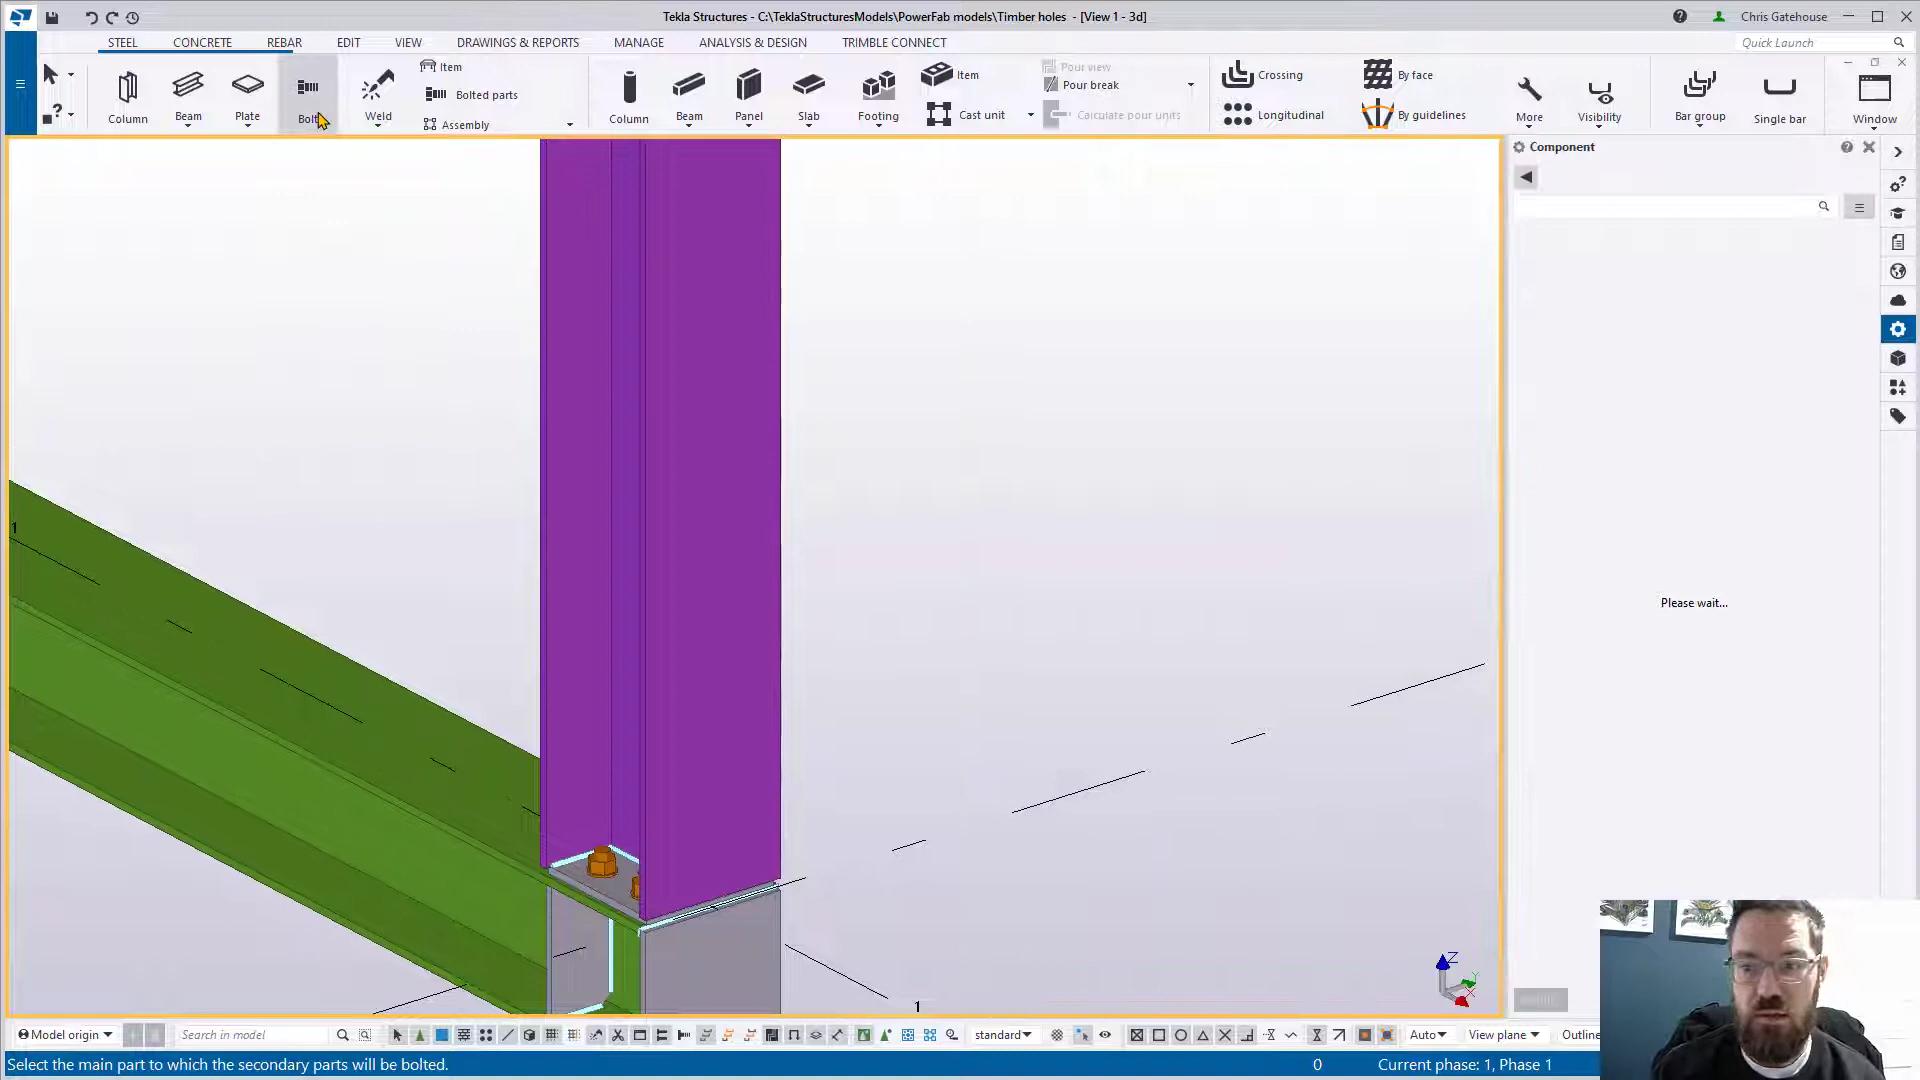 Tekla Structures - C:\TeklaStructuresModels\PowerFab models\Timber holes - [View 1 - 3d]
Chris Gatehouse
STEEL CONCRETE REBAR EDIT VIEW DRAWINGS & REPORTS MANAGE ANALYSIS & DESIGN TRIMBLE CONNECT
Quick Launch
Column Beam Plate Bolt Weld
Item
Bolted parts
Assembly
Column Beam Panel Slab Footing
Item
Cast unit
Pour view
Pour break
Calculate pour units
Crossing
Longitudinal
By face
By guidelines
More Visibility Bar group Single bar Window
Component
Please wait...
1
1
Z
Y
X
Model origin
Search in model
standard
Auto
View plane
Outline
Select the main part to which the secondary parts will be bolted.
0
Current phase: 1, Phase 1